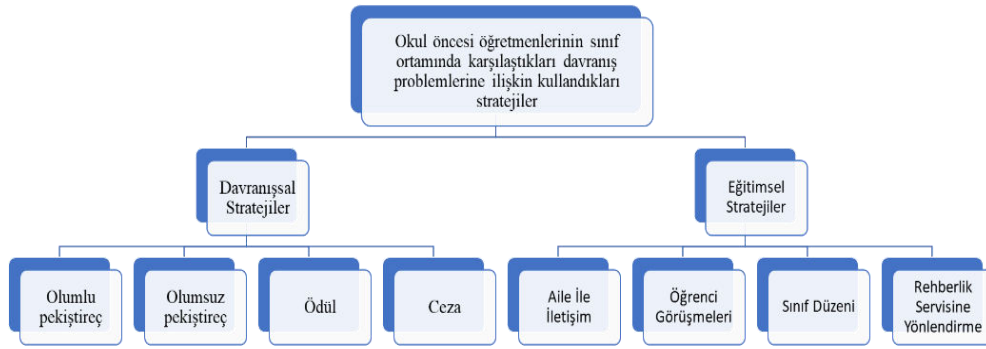 Okul öncesi öğretmenlerinin sınıf
ortamında karşılaştıkları davranış
problemlerine ilişkin kullandıkları
stratejiler
Davranışsal
Stratejiler
Eğitimsel
Stratejiler
Olumlu
pekiştireç
Olumsuz
pekiştireç
Ödül
Ceza
Aile İle
İletişim
Öğrenci
Görüşmeleri
Sınıf Düzeni
Rehberlik
Servisine
Yönlendirme